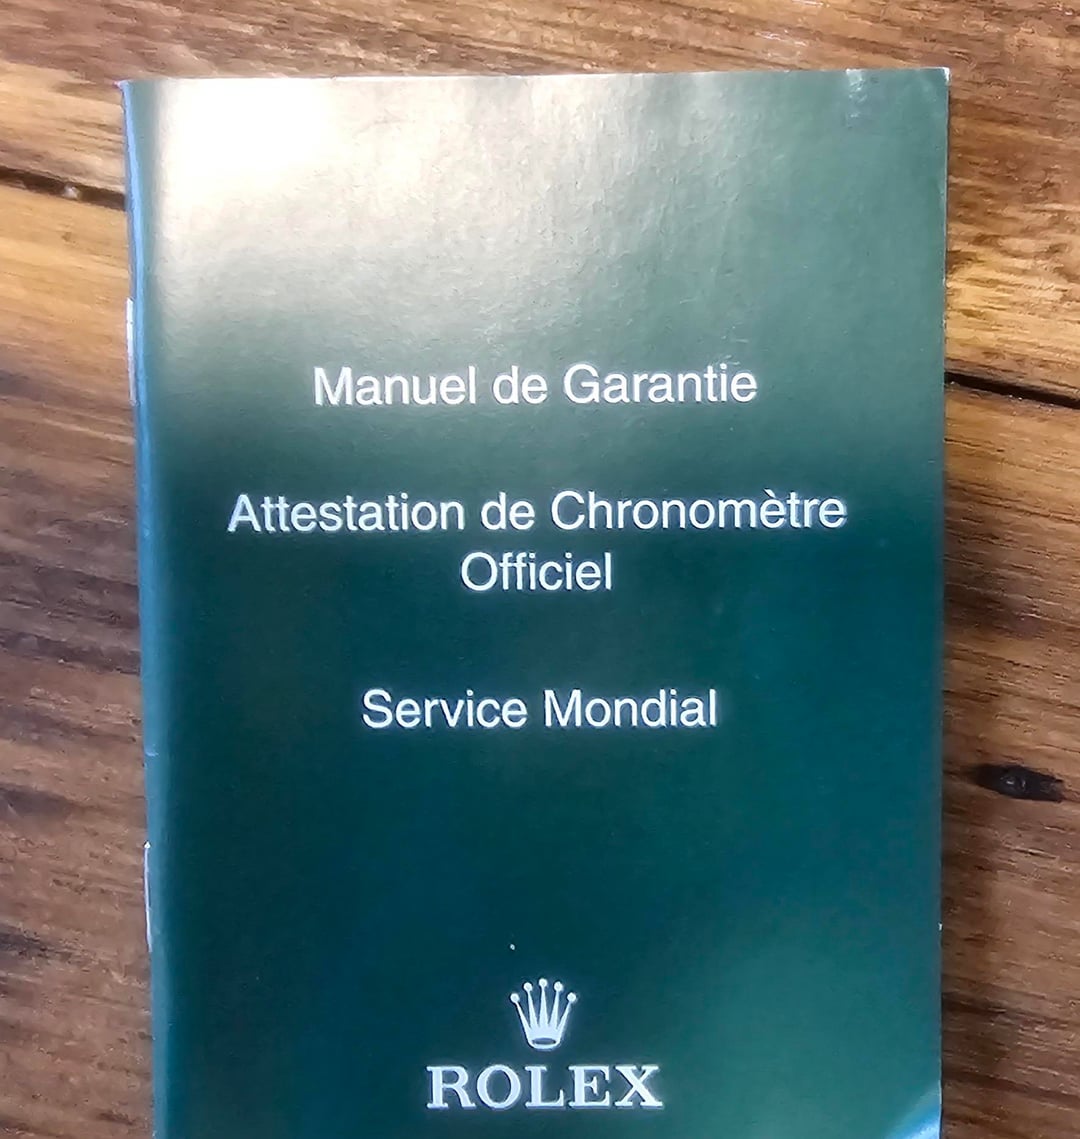 Manuel de Garantie
Attestation de Chronomètre
Officiel
Service Mondial
ROLEX